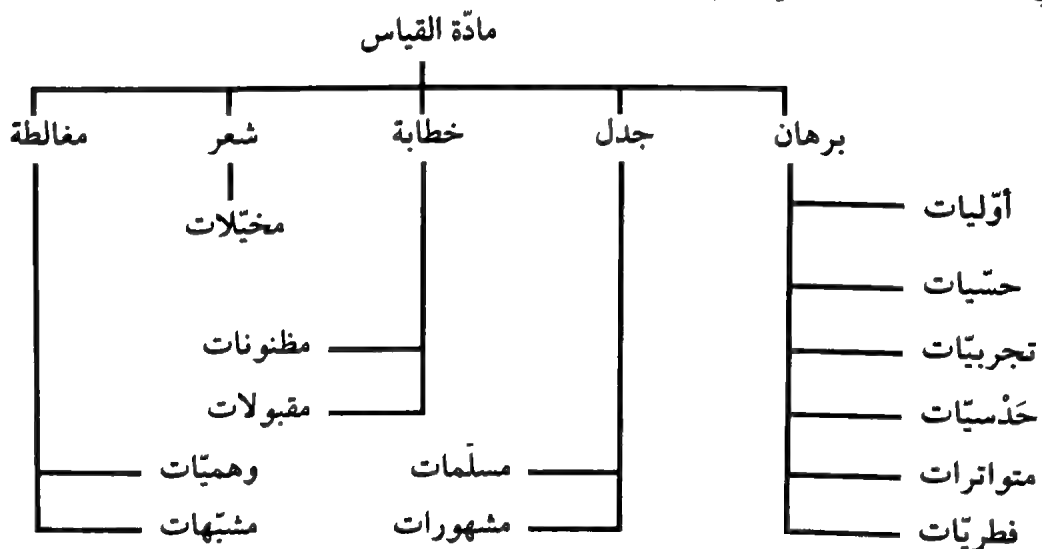 مادّة القياس
برهان جدل خطابة شعر مغالطة
أوّليات
مخيّلات
حسّيات
مظنونات تجربيّات
مقبولات حَدْسيّات
متواترات مسلّمات وهميّات
فطريّات مشهورات مشبّهات